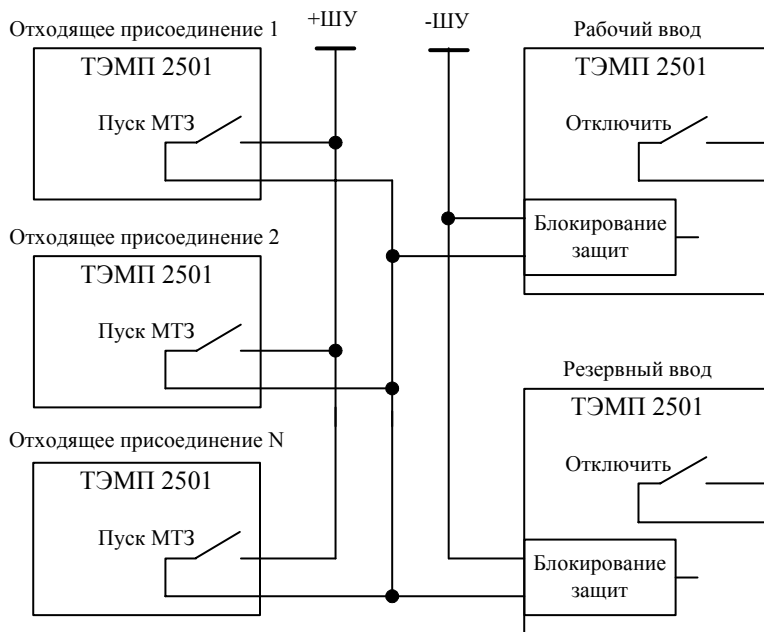 Отходящее присоединение 1
+ШУ
-ШУ
Рабочий ввод
ТЭМП 2501
Пуск МТЗ
ТЭМП 2501
Отключить
Блокирование
защит
Отходящее присоединение 2
ТЭМП 2501
Пуск МТЗ
Резервный ввод
ТЭМП 2501
Отключить
Блокирование
защит
Отходящее присоединение N
ТЭМП 2501
Пуск МТЗ